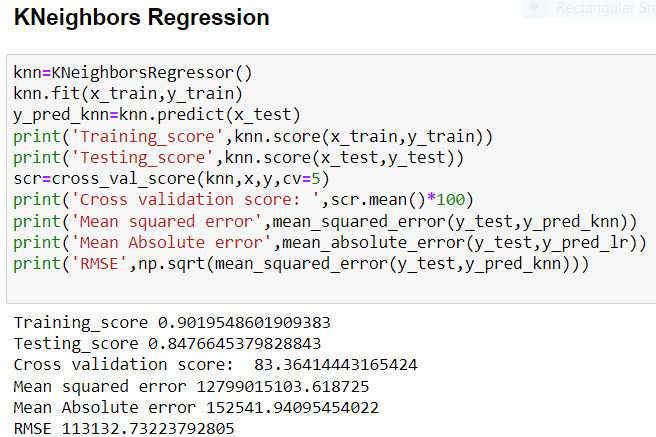 Rectangular Sn
KNeighbors Regression
knn=KNeighborsRegressor()
knn.fit(x_train,y_train)
y_pred_knn=knn.predict(x_test)
print('Training_score',knn.score(x_train,y_train))
print('Testing_score',knn.score(x_test,y_test))
scr=cross_val_score(knn,x,y,cv=5)
print('Cross validation score: ',scr.mean()*100)
print('Mean squared error',mean_squared_error(y_test,y_pred_knn))
print('Mean Absolute error',mean_absolute_error(y_test,y_pred_lr))
print('RMSE',np.sqrt(mean_squared_error(y_test,y_pred_knn)))
Training_score 0.9019548601909383
Testing_score 0.8476645379828843
Cross validation score:  83.36414443165424
Mean squared error 12799015103.618725
Mean Absolute error 152541.94095454022
RMSE 113132.73223792805